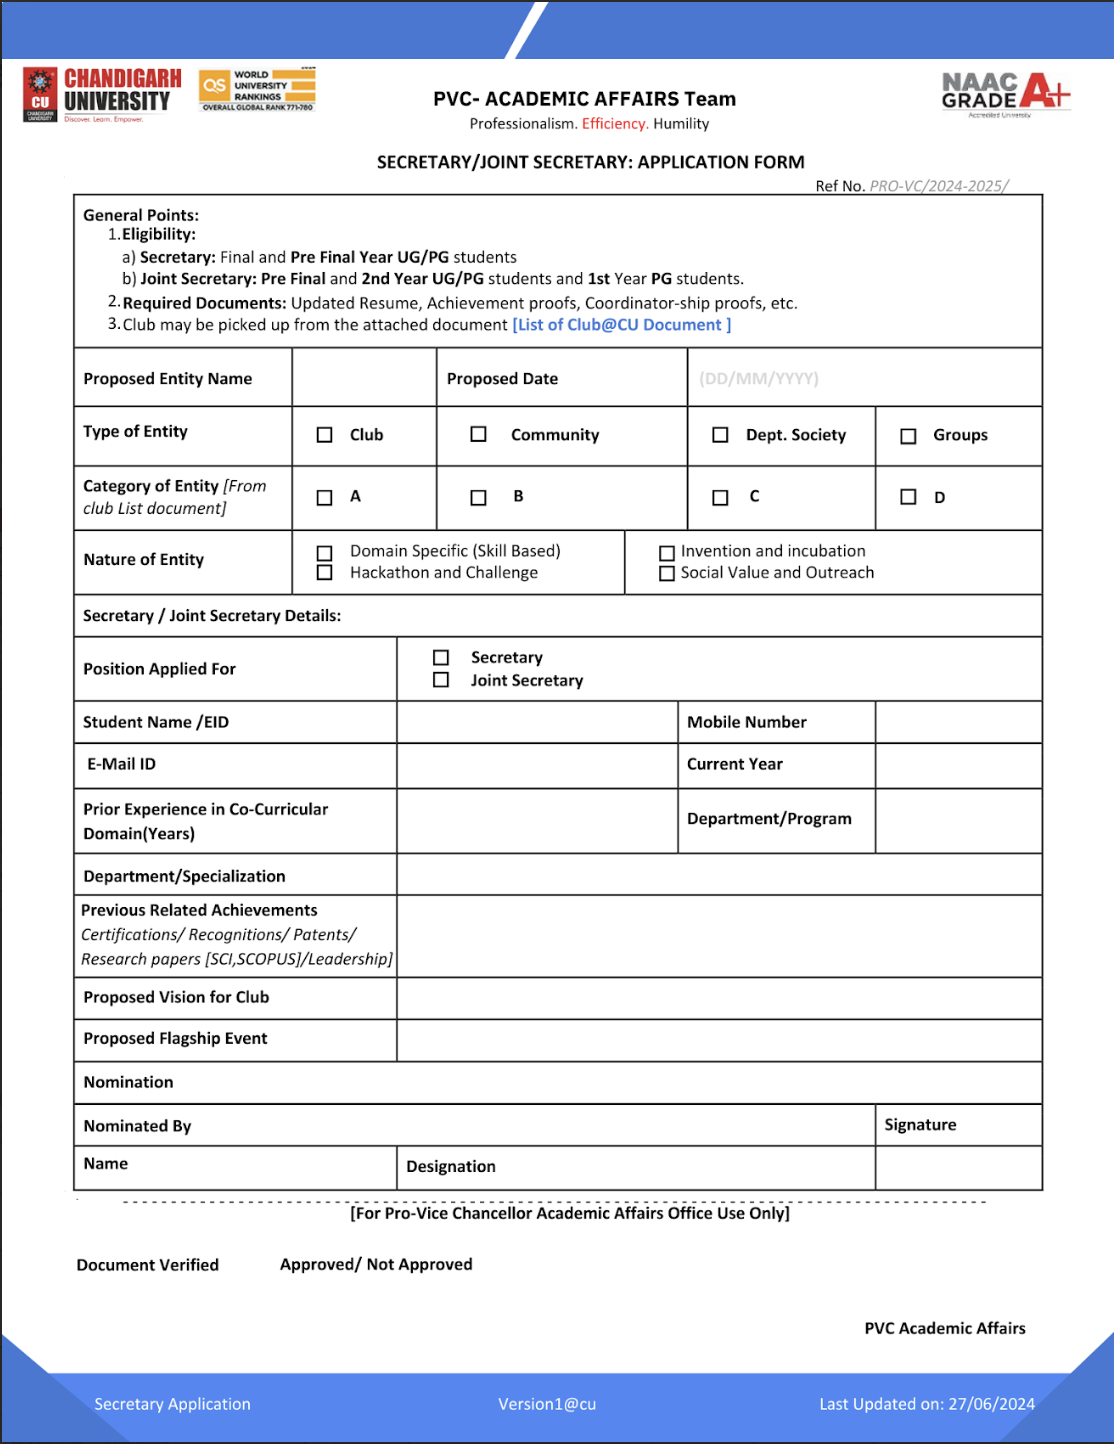 CHANDIGARH
UNIVERSITY
Discover. Learn. Empower.
CU
CHANDIGARH
UNIVERSITY
QS
WORLD
UNIVERSITY
RANKINGS
OVERALL GLOBAL RANK 771-780
PVC- ACADEMIC AFFAIRS Team
Professionalism. Efficiency. Humility
NAAC
GRADE A+
Accredited University
SECRETARY/JOINT SECRETARY: APPLICATION FORM
Ref No. PRO-VC/2024-2025/
General Points:
1. Eligibility:
a) Secretary: Final and Pre Final Year UG/PG students
b) Joint Secretary: Pre Final and 2nd Year UG/PG students and 1st Year PG students.
2. Required Documents: Updated Resume, Achievement proofs, Coordinator-ship proofs, etc.
3. Club may be picked up from the attached document [List of Club@CU Document ]
Proposed Entity Name Proposed Date (DD/MM/YYYY)
Type of Entity ☐ Club ☐ Community ☐ Dept. Society ☐ Groups
Category of Entity [From
club List document] ☐ A ☐ B ☐ C ☐ D
Nature of Entity
☐ Domain Specific (Skill Based) ☐ Invention and incubation
☐ Hackathon and Challenge ☐ Social Value and Outreach
Secretary / Joint Secretary Details:
Position Applied For
☐ Secretary
☐ Joint Secretary
Student Name /EID Mobile Number
E-Mail ID Current Year
Prior Experience in Co-Curricular
Domain(Years) Department/Program
Department/Specialization
Previous Related Achievements
Certifications/ Recognitions/ Patents/
Research papers [SCI,SCOPUS]/Leadership]
Proposed Vision for Club
Proposed Flagship Event
Nomination
Nominated By Signature
Name Designation
[For Pro-Vice Chancellor Academic Affairs Office Use Only]
Document Verified Approved/ Not Approved
PVC Academic Affairs
Secretary Application Version1@cu Last Updated on: 27/06/2024